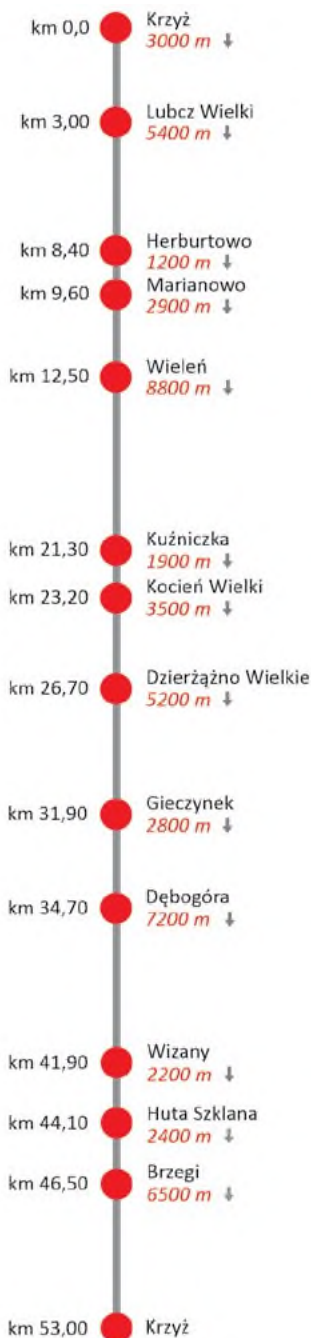 km 0,0 Krzyż
3000 m
km 3,00 Lubcz Wielki
5400 m
km 8,40 Herburtowo
1200 m
km 9,60 Marianowo
2900 m
km 12,50 Wieleń
8800 m
km 21,30 Kuźniczka
1900 m
km 23,20 Kocień Wielki
3500 m
km 26,70 Dzierżążno Wielkie
5200 m
km 31,90 Gieczynek
2800 m
km 34,70 Dębogóra
7200 m
km 41,90 Wizany
2200 m
km 44,10 Huta Szklana
2400 m
km 46,50 Brzegi
6500 m
km 53,00 Krzyż